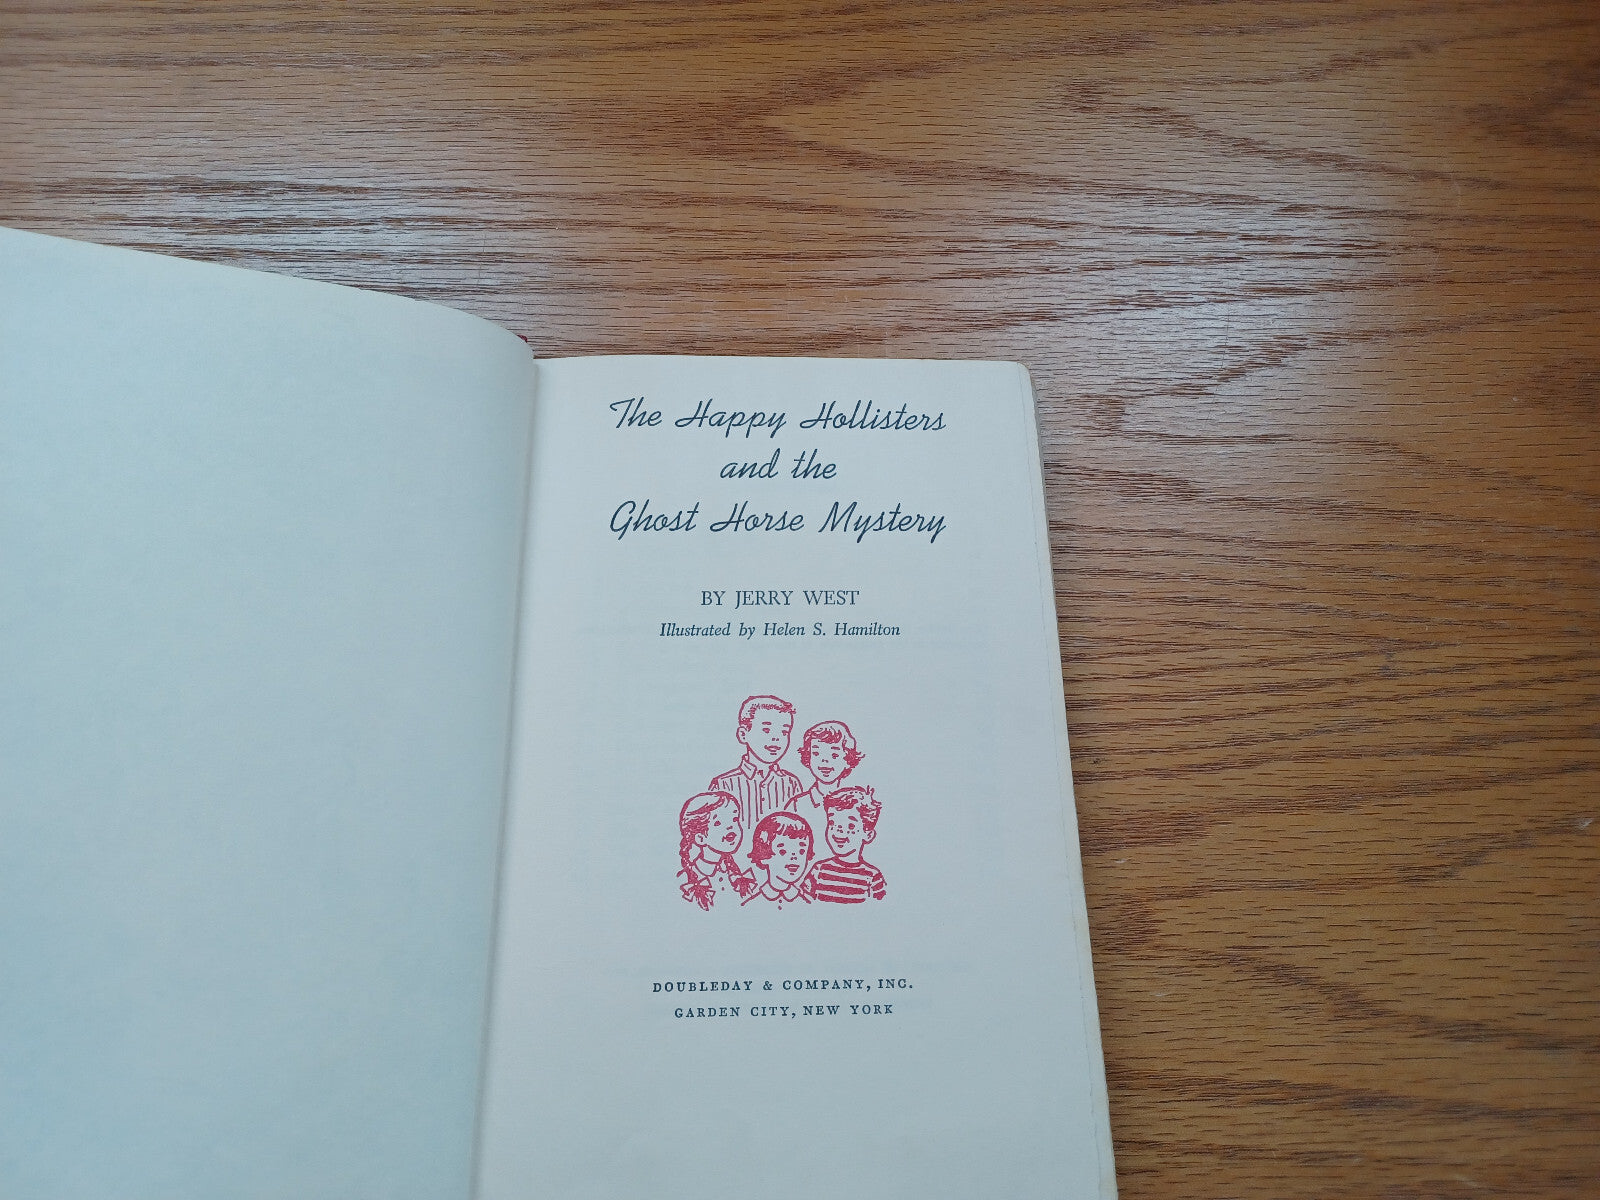 The Happy Hollisters
and the
Ghost Horse Mystery
BY JERRY WEST
Illustrated by Helen S. Hamilton
DOUBLEDAY & COMPANY, INC.
GARDEN CITY, NEW YORK